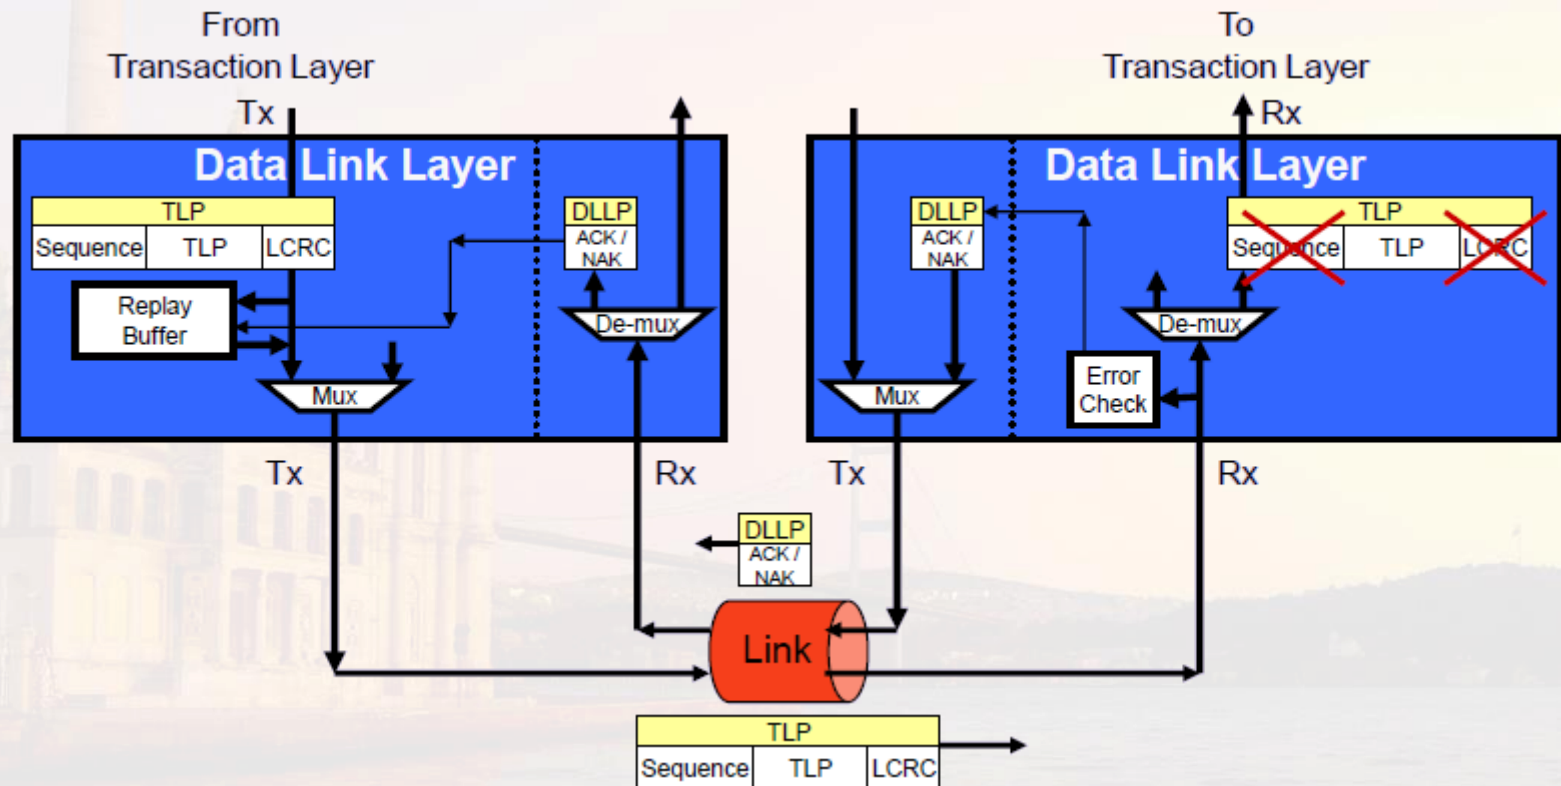 From
Transaction Layer
Tx
To
Transaction Layer
Rx
Data Link Layer
TLP
Sequence TLP LCRC
Replay
Buffer
Mux
DLLP
ACK /
NAK
De-mux
Data Link Layer
DLLP
ACK /
NAK
Mux
TLP
Sequence TLP LCRC
De-mux
Error
Check
Tx
Rx
Tx
Rx
DLLP
ACK /
NAK
Link
TLP
Sequence TLP LCRC